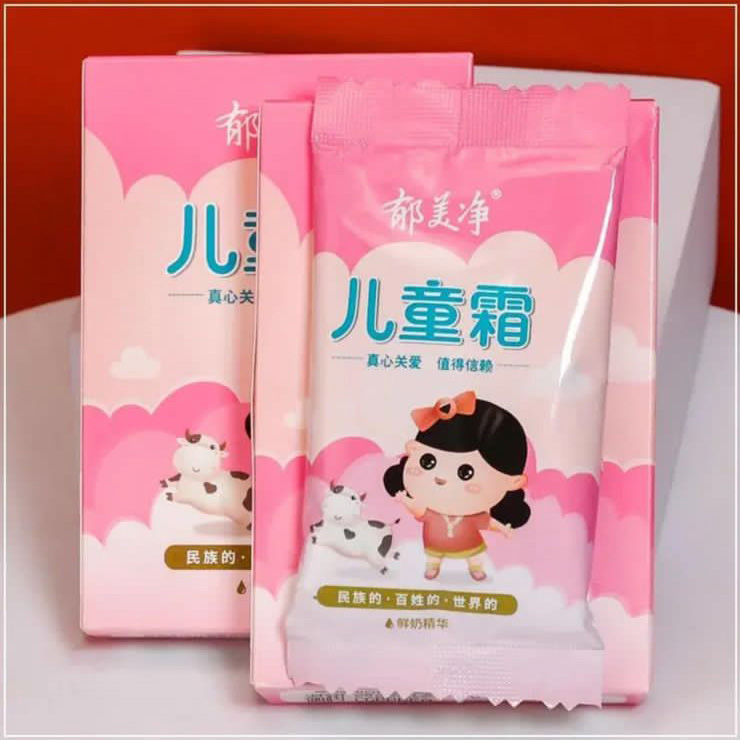 郁
儿童
真心关
民族的·
鲜
郁美净®
儿童霜
真心关爱 值得信赖
民族的·百姓的·世界的
鲜奶精华